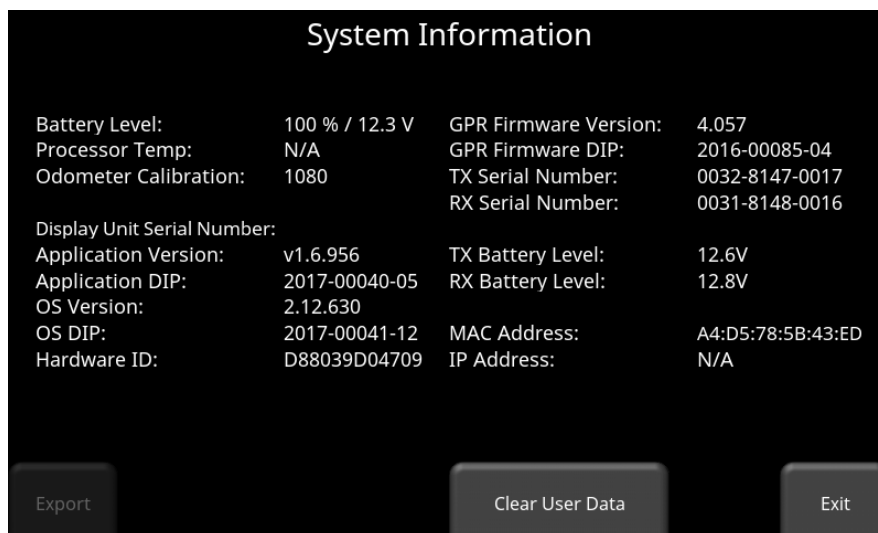 System Information
Battery Level: 100 % / 12.3 V GPR Firmware Version: 4.057
Processor Temp: N/A GPR Firmware DIP: 2016-00085-04
Odometer Calibration: 1080 TX Serial Number: 0032-8147-0017
RX Serial Number: 0031-8148-0016
Display Unit Serial Number:
Application Version: v1.6.956 TX Battery Level: 12.6V
Application DIP: 2017-00040-05 RX Battery Level: 12.8V
OS Version: 2.12.630
OS DIP: 2017-00041-12 MAC Address: A4:D5:78:5B:43:ED
Hardware ID: D88039D04709 IP Address: N/A
Export Clear User Data Exit